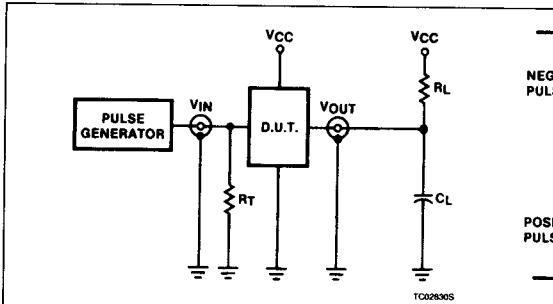 VCC
VCC
NEG
PULS
RL
VIN
VOUT
PULSE
GENERATOR
D.U.T.
RT
CL
POSI
PULS
TC02830S